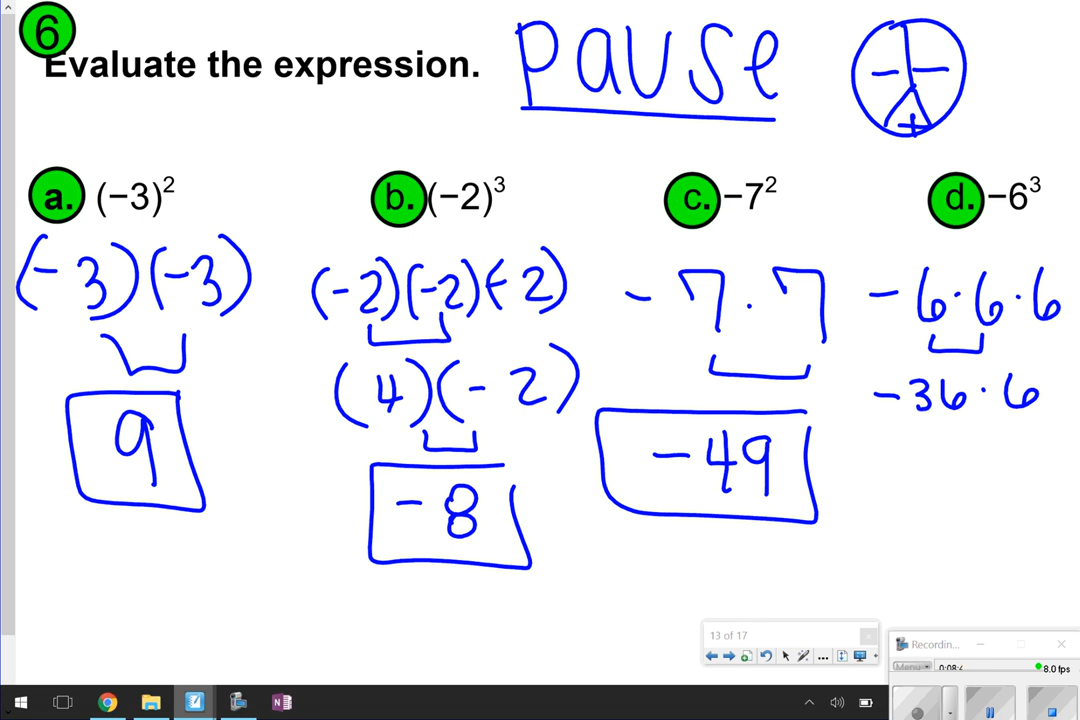 6
Evaluate the expression. Pause
- - +
a. (−3)² b. (−2)³ c. −7² d. −6³
(-3)(-3) (-2)(-2)(-2) -7·7 -6·6·6
(4)(-2) -36·6
9 -8 -49
13 of 17
Recordin...
Menu
8.0 fps